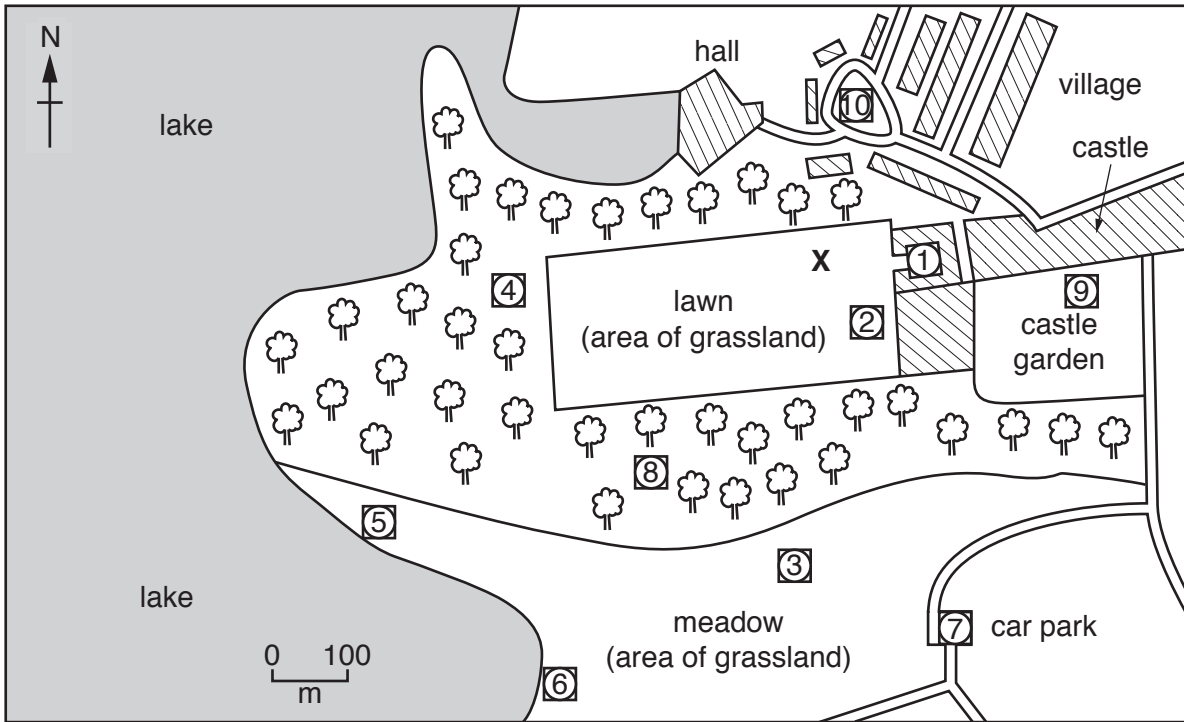 N
lake
hall
10
village
castle
X
1
4
lawn
(area of grassland)
2
9
castle
garden
8
5
3
lake
0 100
m
meadow
(area of grassland)
7
car park
6